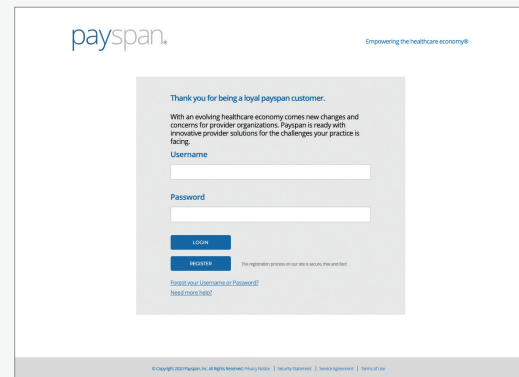 payspan®
Empowering the healthcare economy®
Thank you for being a loyal payspan customer.
With an evolving healthcare economy comes new changes and
concerns for provider organizations. Payspan is ready with
innovative provider solutions for the challenges your practice is
facing.
Username
Password
LOGIN
REGISTER The registration process on our site is secure, free and fast!
Forgot your Username or Password?
Need more help?
© Copyright 2023 Payspan, Inc. All Rights Reserved. Privacy Notice | Security Statement | Service Agreement | Terms of Use